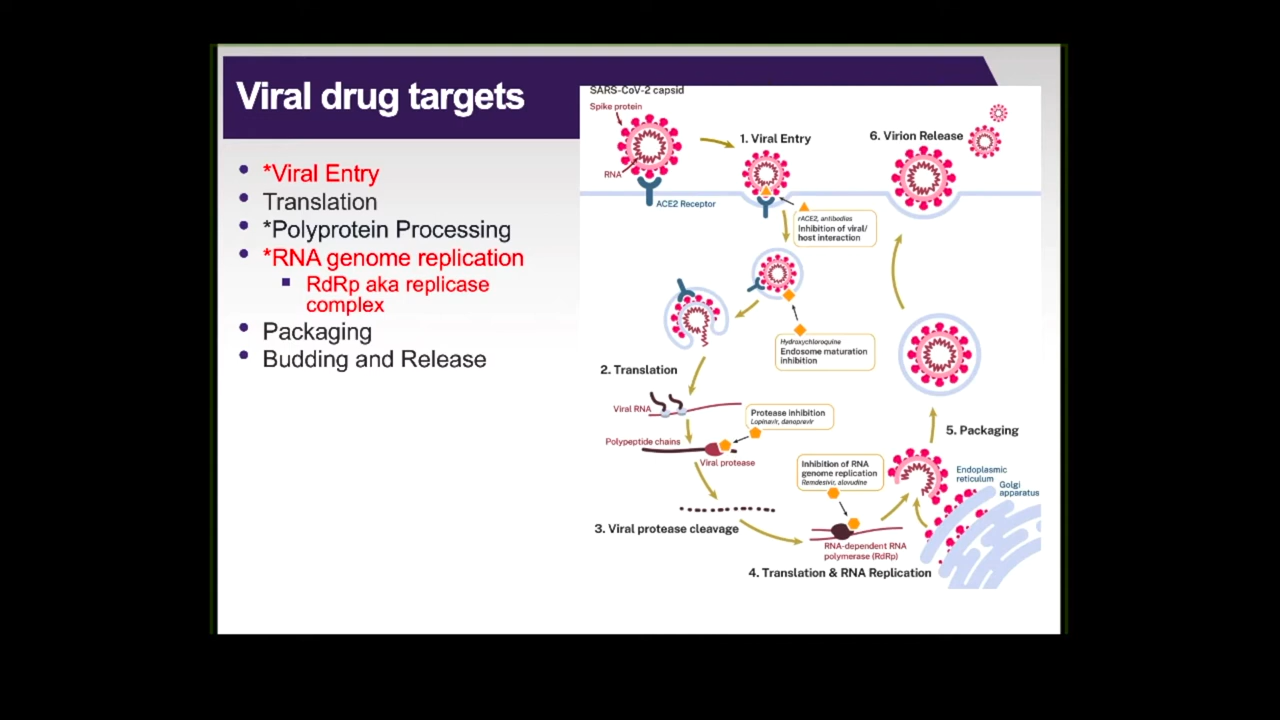 Viral drug targets
*Viral Entry
Translation
*Polyprotein Processing
*RNA genome replication
RdRp aka replicase
complex
Packaging
Budding and Release
SARS-CoV-2 capsid
Spike protein
RNA
ACE2 Receptor
1. Viral Entry
6. Virion Release
rACE2, antibodies
Inhibition of viral/
host interaction
Hydroxychloroquine
Endosome maturation
inhibition
2. Translation
Viral RNA
Protease inhibition
Lopinavir, danoprevir
Polypeptide chains
Viral protease
5. Packaging
Inhibition of RNA
genome replication
Remdesivir, alovudine
Endoplasmic
reticulum
Golgi
apparatus
3. Viral protease cleavage
RNA-dependent RNA
polymerase (RdRp)
4. Translation & RNA Replication